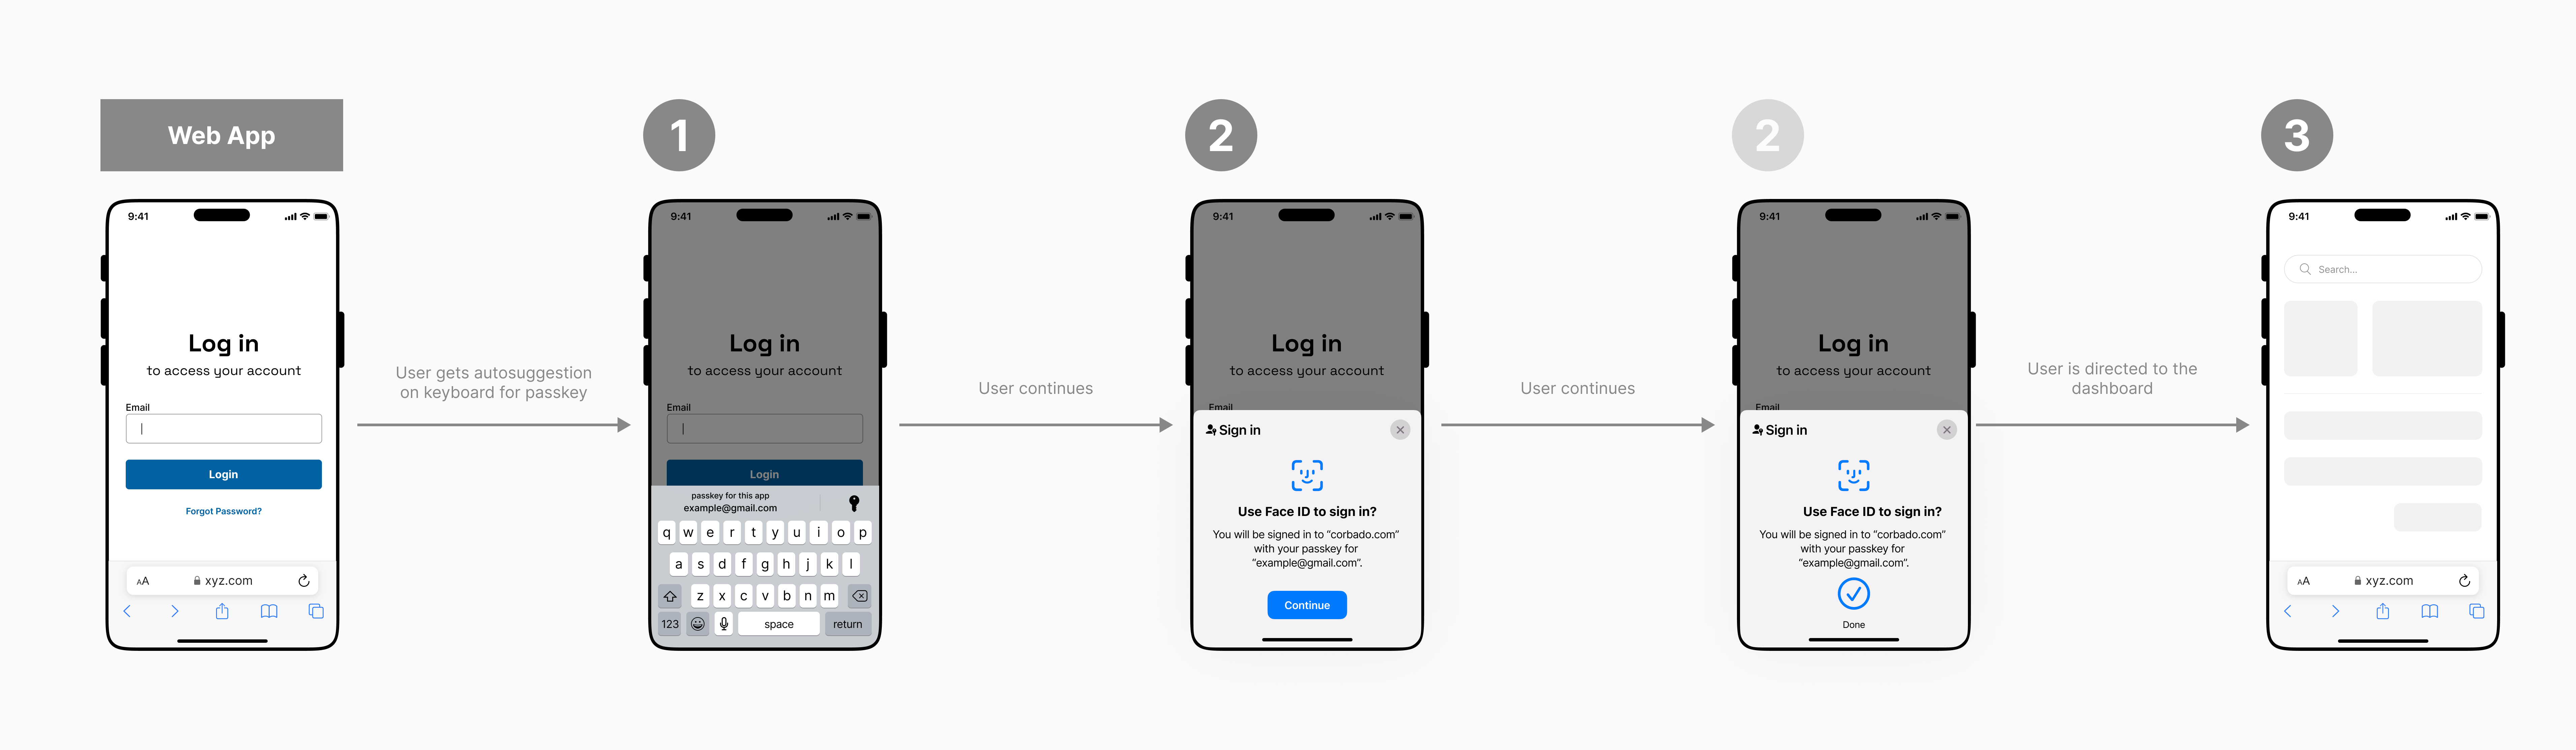 Web App
9:41
Log in
to access your account
Email
Login
Forgot Password?
AA
xyz.com
User gets autosuggestion
on keyboard for passkey
1
9:41
Log in
to access your account
Email
Login
passkey for this app
example@gmail.com
q w e r t y u i o p
a s d f g h j k l
z x c v b n m
123 space return
User continues
2
9:41
Log in
to access your account
Email
Sign in
Use Face ID to sign in?
You will be signed in to “corbado.com”
with your passkey for
“example@gmail.com”.
Continue
User continues
2
9:41
Log in
to access your account
Email
Sign in
Use Face ID to sign in?
You will be signed in to “corbado.com”
with your passkey for
“example@gmail.com”.
Done
User is directed to the
dashboard
3
9:41
Search...
AA
xyz.com